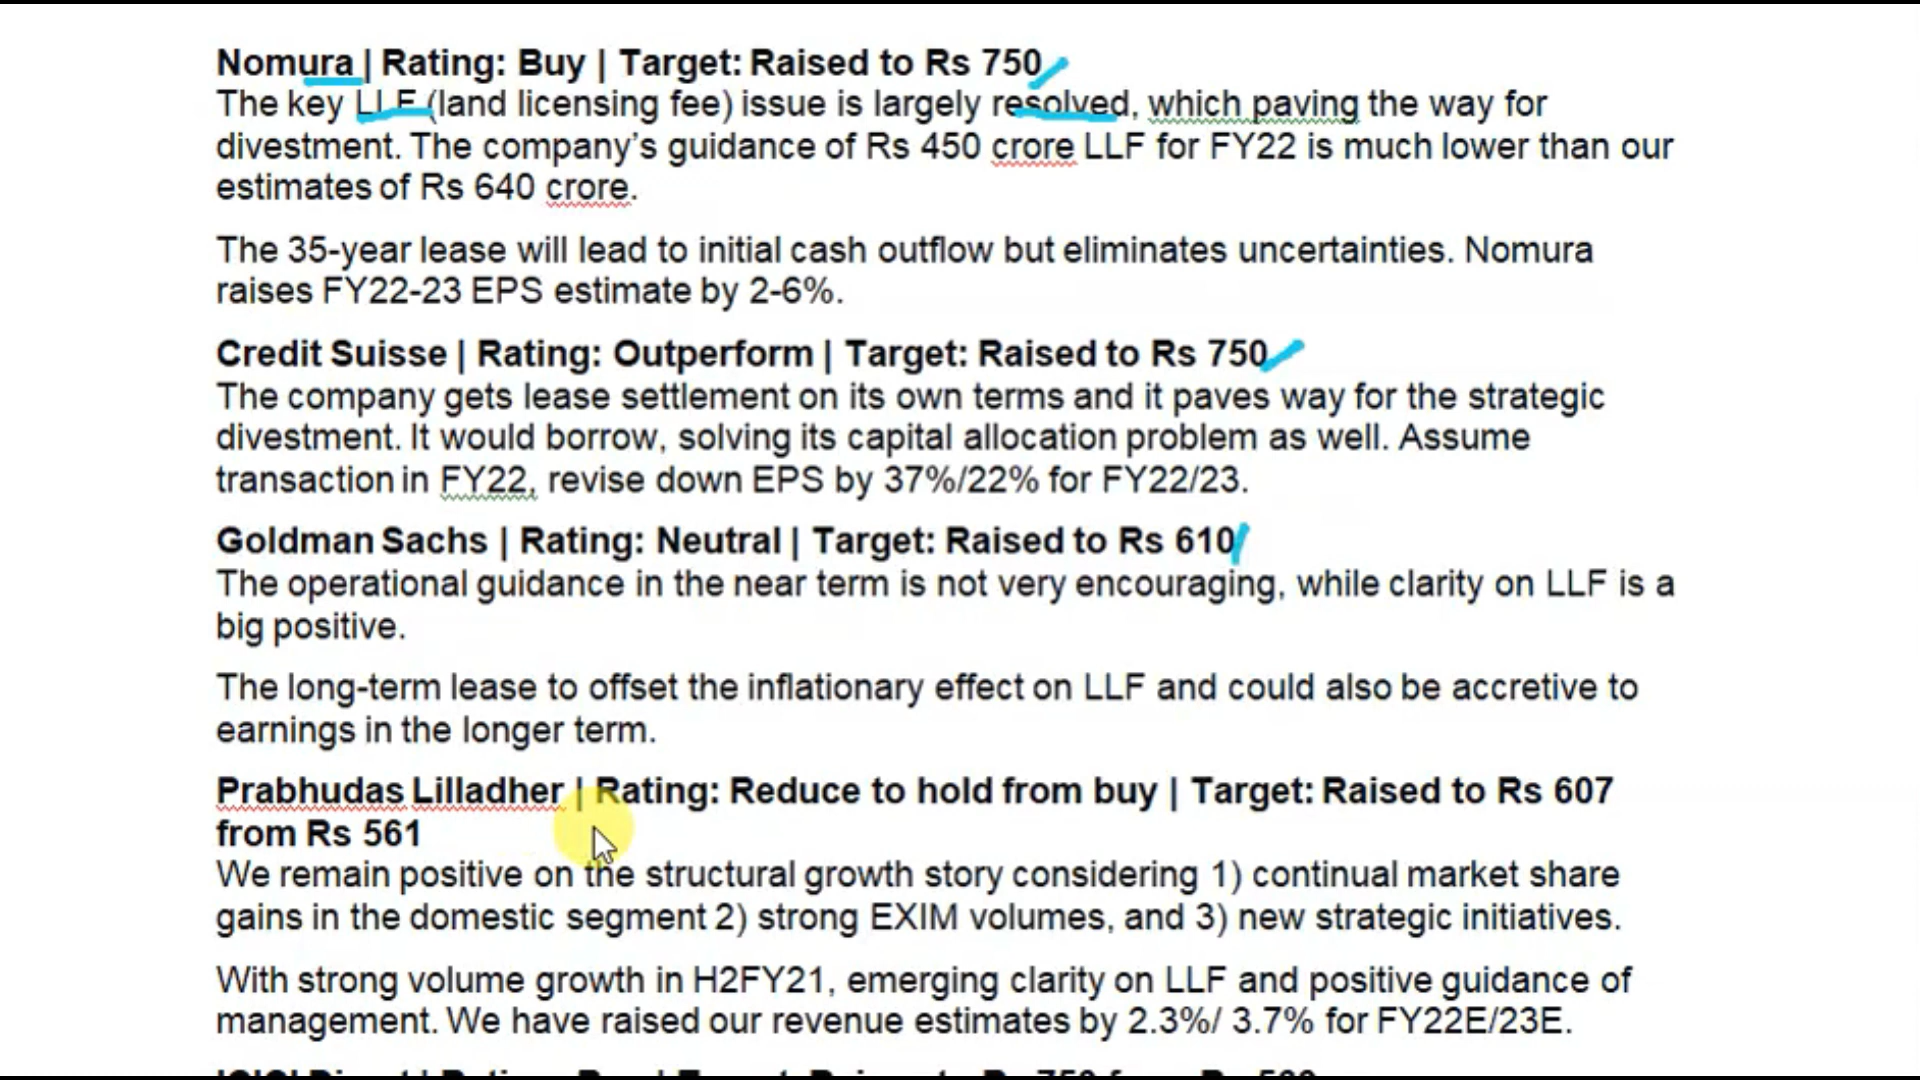 Nomura | Rating: Buy | Target: Raised to Rs 750
The key LLF (land licensing fee) issue is largely resolved, which paving the way for
divestment. The company’s guidance of Rs 450 crore LLF for FY22 is much lower than our
estimates of Rs 640 crore.
The 35-year lease will lead to initial cash outflow but eliminates uncertainties. Nomura
raises FY22-23 EPS estimate by 2-6%.
Credit Suisse | Rating: Outperform | Target: Raised to Rs 750
The company gets lease settlement on its own terms and it paves way for the strategic
divestment. It would borrow, solving its capital allocation problem as well. Assume
transaction in FY22, revise down EPS by 37%/22% for FY22/23.
Goldman Sachs | Rating: Neutral | Target: Raised to Rs 610
The operational guidance in the near term is not very encouraging, while clarity on LLF is a
big positive.
The long-term lease to offset the inflationary effect on LLF and could also be accretive to
earnings in the longer term.
Prabhudas Lilladher | Rating: Reduce to hold from buy | Target: Raised to Rs 607
from Rs 561
We remain positive on the structural growth story considering 1) continual market share
gains in the domestic segment 2) strong EXIM volumes, and 3) new strategic initiatives.
With strong volume growth in H2FY21, emerging clarity on LLF and positive guidance of
management. We have raised our revenue estimates by 2.3%/ 3.7% for FY22E/23E.